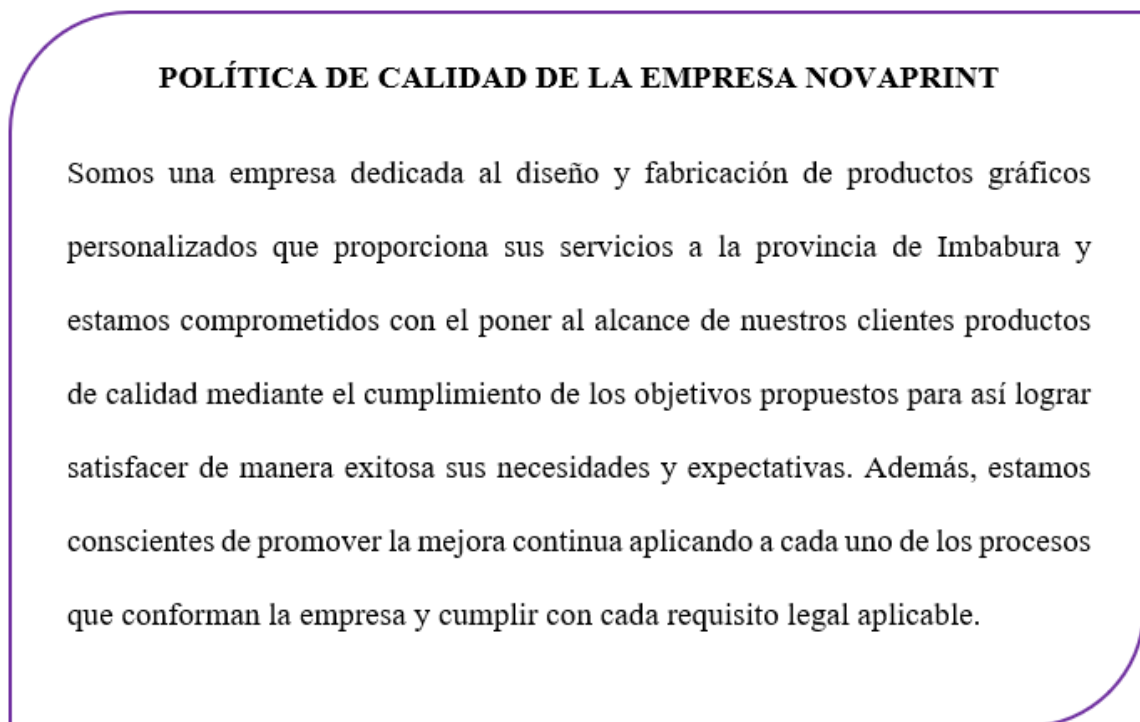 POLÍTICA DE CALIDAD DE LA EMPRESA NOVAPRINT
Somos una empresa dedicada al diseño y fabricación de productos gráficos
personalizados que proporciona sus servicios a la provincia de Imbabura y
estamos comprometidos con el poner al alcance de nuestros clientes productos
de calidad mediante el cumplimiento de los objetivos propuestos para así lograr
satisfacer de manera exitosa sus necesidades y expectativas. Además, estamos
conscientes de promover la mejora continua aplicando a cada uno de los procesos
que conforman la empresa y cumplir con cada requisito legal aplicable.